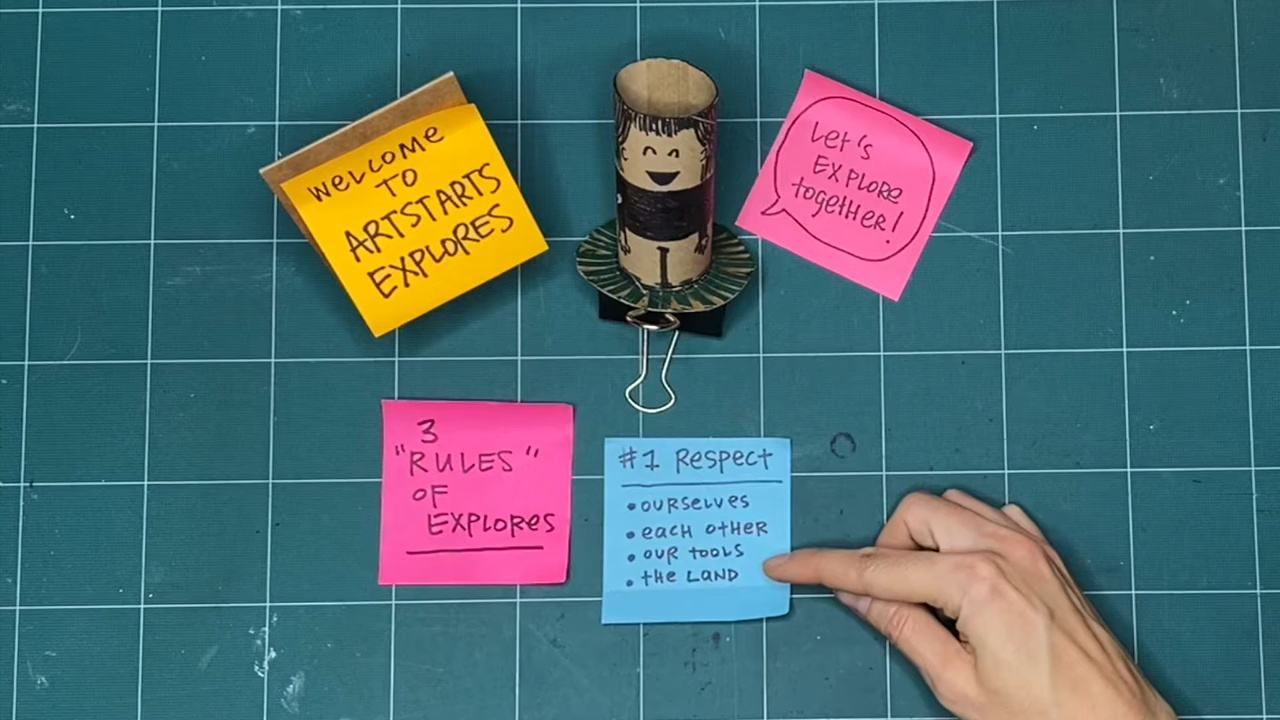 WELCOME
TO
ARTSTARTS
EXPLORES
Let's
EXPLORE
together!
3
"RULES"
OF
EXPLORES
#1 Respect
• OURSELVES
• each other
• our tools
• the LAND